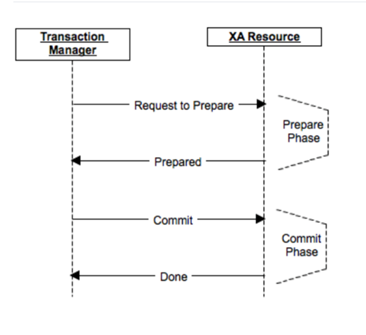 Transaction
Manager
XA Resource
Request to Prepare
Prepare
Phase
Prepared
Commit
Commit
Phase
Done